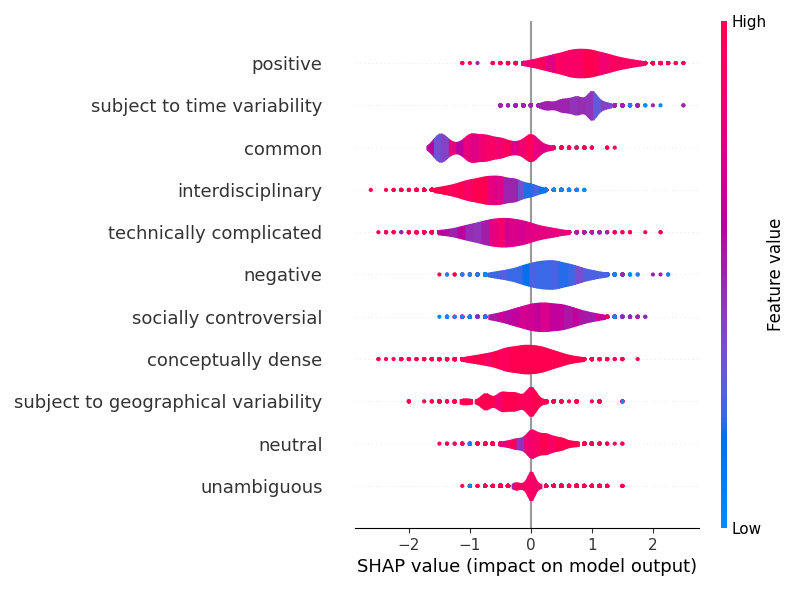 High
positive
subject to time variability
common
interdisciplinary
technically complicated
negative
socially controversial
conceptually dense
subject to geographical variability
neutral
unambiguous
Feature value
Low
−2 −1 0 1 2
SHAP value (impact on model output)